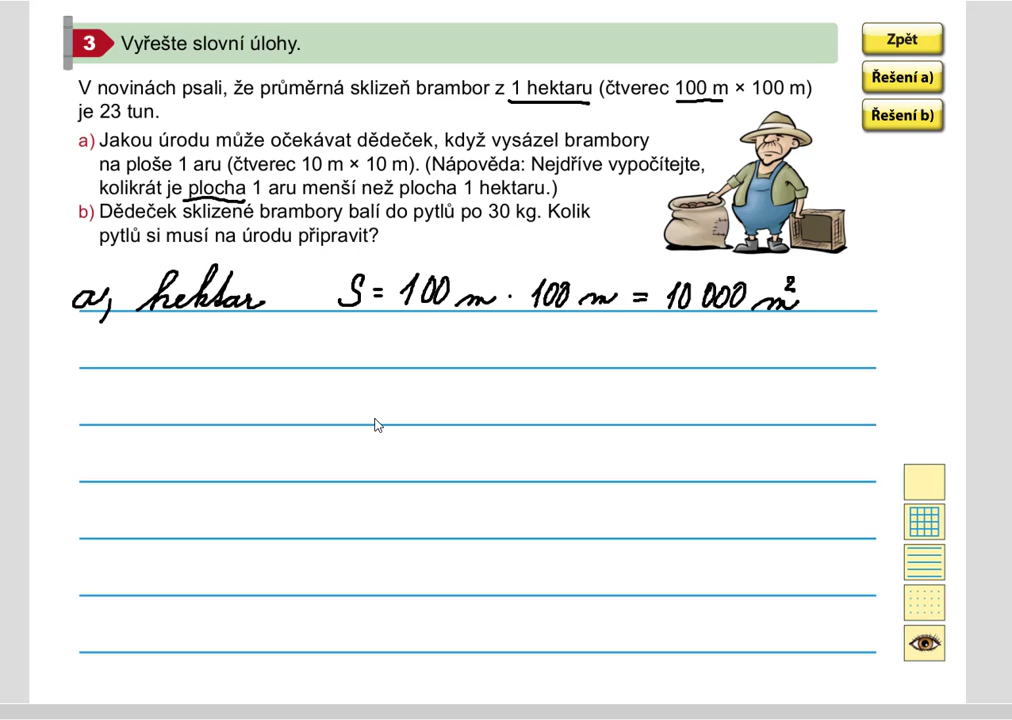 3 Vyřešte slovní úlohy.
Zpět
Řešení a)
Řešení b)
V novinách psali, že průměrná sklizeň brambor z 1 hektaru (čtverec 100 m × 100 m)
je 23 tun.
a) Jakou úrodu může očekávat dědeček, když vysázel brambory
na ploše 1 aru (čtverec 10 m × 10 m). (Nápověda: Nejdříve vypočítejte,
kolikrát je plocha 1 aru menší než plocha 1 hektaru.)
b) Dědeček sklizené brambory balí do pytlů po 30 kg. Kolik
pytlů si musí na úrodu připravit?
a, hektar S = 100 m · 100 m = 10 000 m²